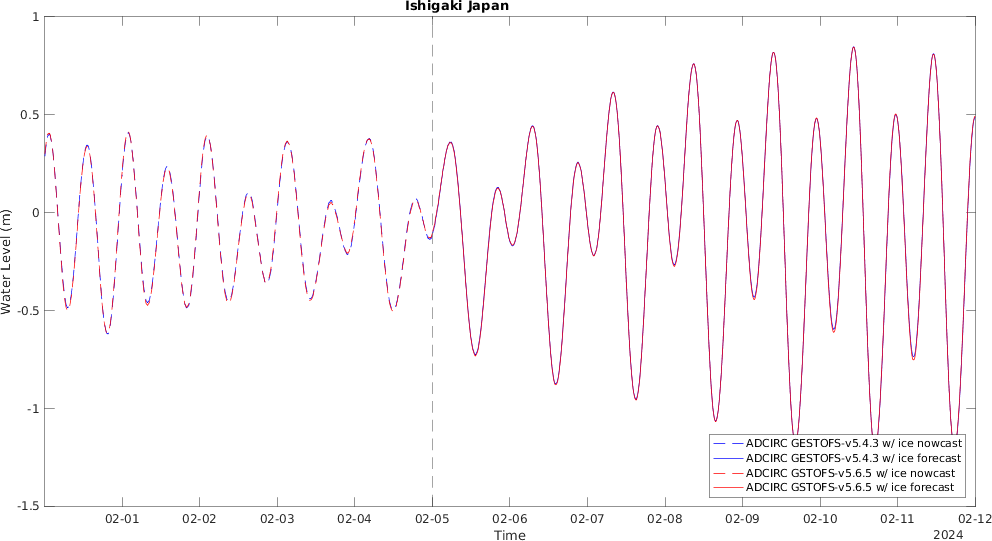 Ishigaki Japan
1
0.5
0
-0.5
-1
-1.5
Water Level (m)
ADCIRC GESTOFS-v5.4.3 w/ ice nowcast
ADCIRC GESTOFS-v5.4.3 w/ ice forecast
ADCIRC GSTOFS-v5.6.5 w/ ice nowcast
ADCIRC GSTOFS-v5.6.5 w/ ice forecast
02-01 02-02 02-03 02-04 02-05 02-06 02-07 02-08 02-09 02-10 02-11 02-12
Time
2024